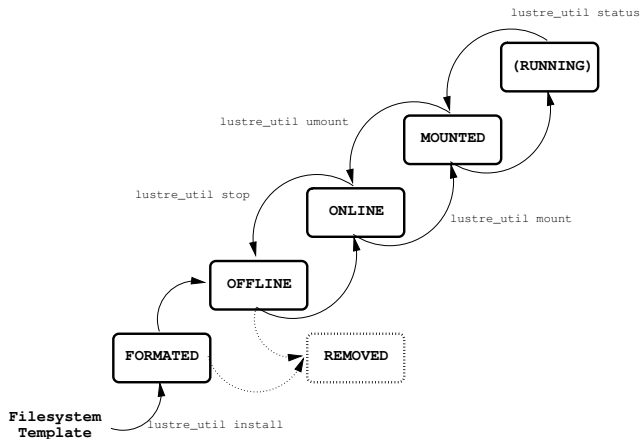 lustre_util status
(RUNNING)
lustre_util umount
MOUNTED
lustre_util stop
ONLINE
lustre_util mount
OFFLINE
FORMATED
REMOVED
Filesystem
Template
lustre_util install